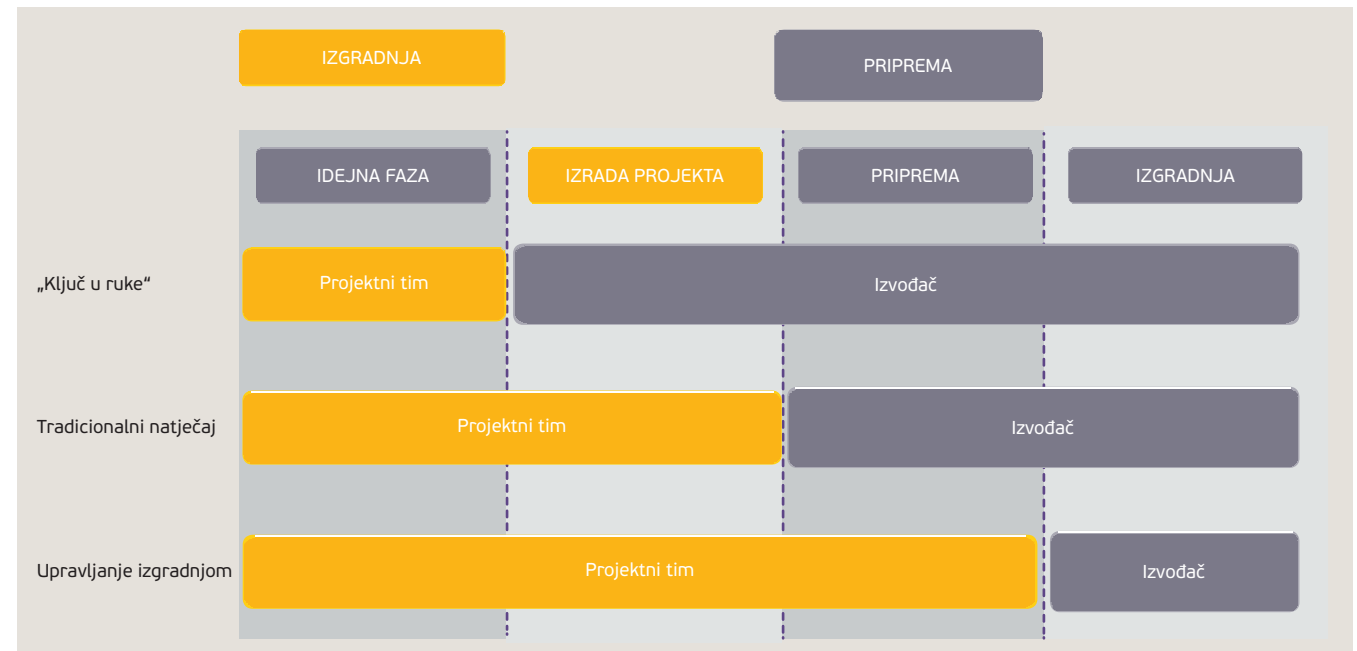 IZGRADNJA
PRIPREMA
IDEJNA FAZA
IZRADA PROJEKTA
PRIPREMA
IZGRADNJA
„Ključ u ruke“
Projektni tim
Izvođač
Tradicionalni natječaj
Projektni tim
Izvođač
Upravljanje izgradnjom
Projektni tim
Izvođač